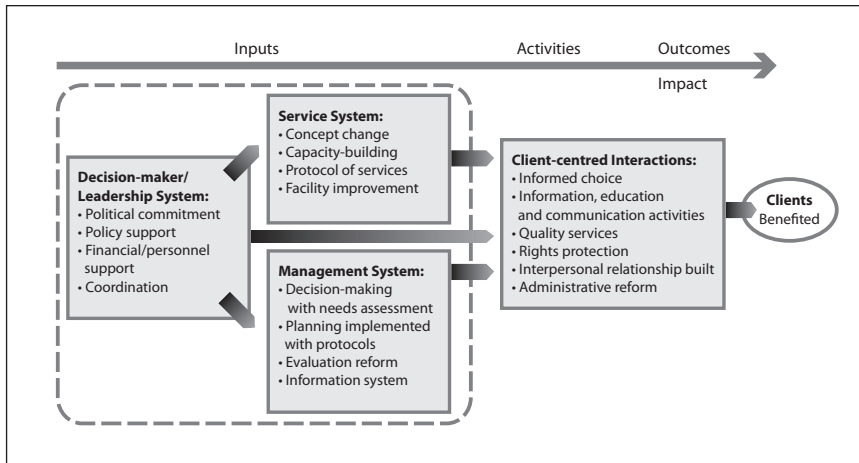 Inputs
Activities
Outcomes
Impact
Decision-maker/
Leadership System:
• Political commitment
• Policy support
• Financial/personnel
support
• Coordination
Service System:
• Concept change
• Capacity-building
• Protocol of services
• Facility improvement
Management System:
• Decision-making
with needs assessment
• Planning implemented
with protocols
• Evaluation reform
• Information system
Client-centred Interactions:
• Informed choice
• Information, education
and communication activities
• Quality services
• Rights protection
• Interpersonal relationship built
• Administrative reform
Clients
Benefited